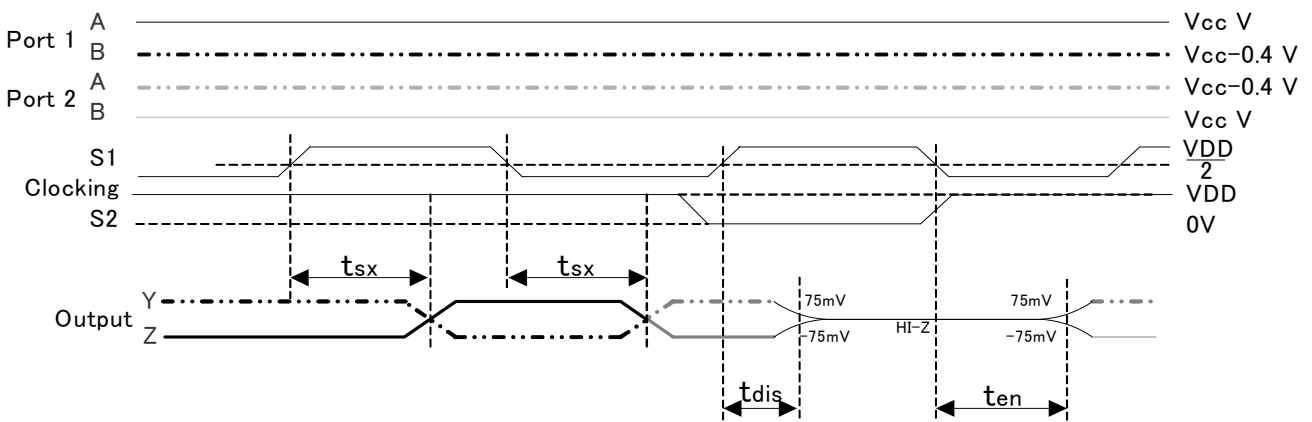 Port 1
A
Vcc V
B
Vcc-0.4 V
Port 2
A
Vcc-0.4 V
B
Vcc V
S1
VDD
2
Clocking
VDD
S2
0V
tsx
tsx
Output
Y
75mV
75mV
HI-Z
Z
-75mV
-75mV
tdis
ten